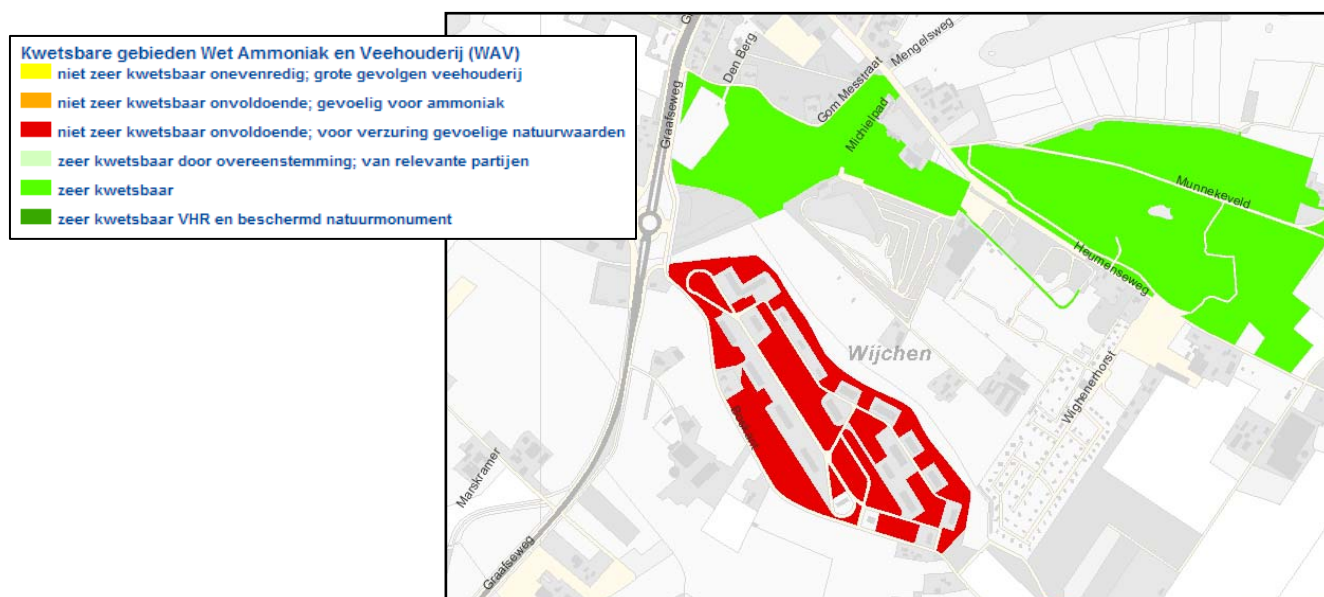 Kwetsbare gebieden Wet Ammoniak en Veehouderij (WAV)
niet zeer kwetsbaar onevenredig; grote gevolgen veehouderij
niet zeer kwetsbaar onvoldoende; gevoelig voor ammoniak
niet zeer kwetsbaar onvoldoende; voor verzuring gevoelige natuurwaarden
zeer kwetsbaar door overeenstemming; van relevante partijen
zeer kwetsbaar
zeer kwetsbaar VHR en beschermd natuurmonument
Den Berg
Mengelsweg
Gom Messtraat
Graafseweg
Michielpad
Munnekeveld
Heumenseweg
Wijchen
Wighenerhorst
Marskramer
Graafseweg